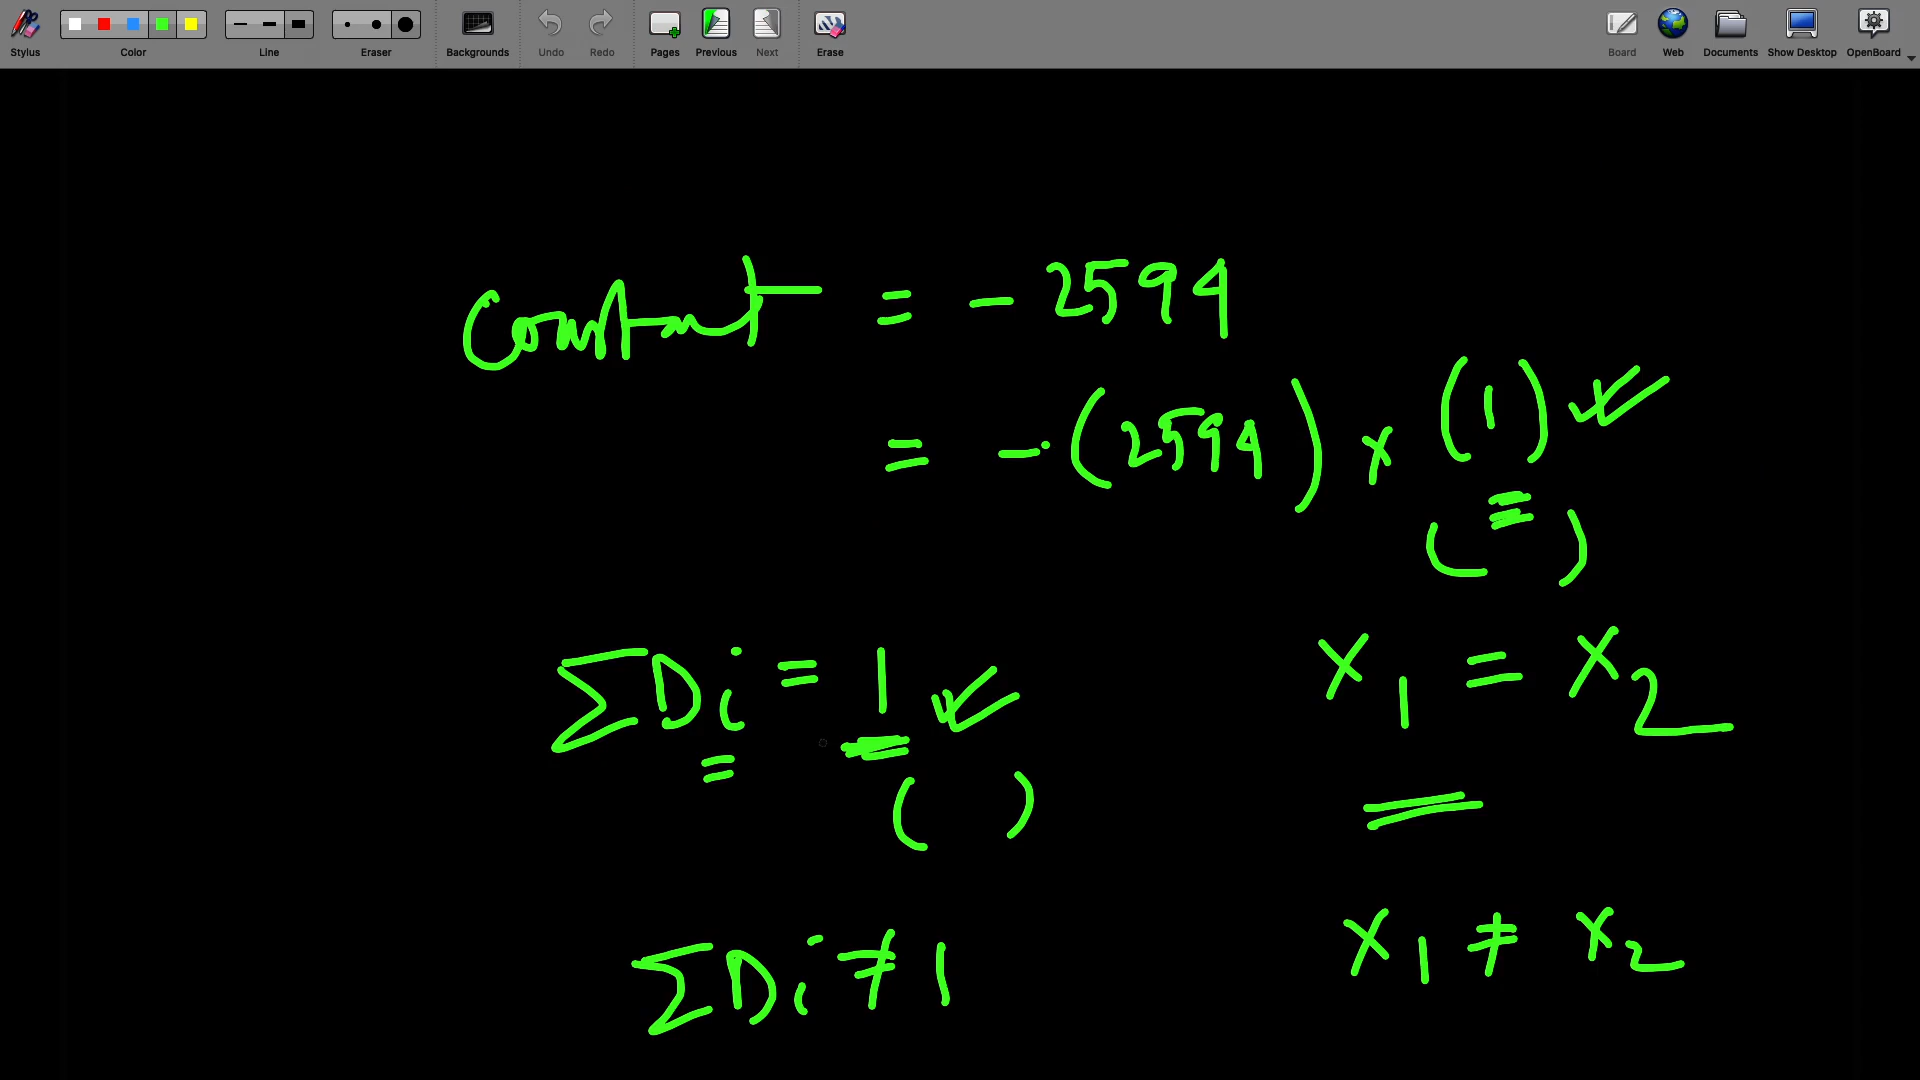 Stylus Color Line Eraser Backgrounds Undo Redo Pages Previous Next Erase Board Web Documents Show Desktop OpenBoard
Constant = - 2594
= - (2594) x (1)
( )
ΣDi = 1
x1 = x2
( )
ΣDi ≠ 1
x1 ≠ x2